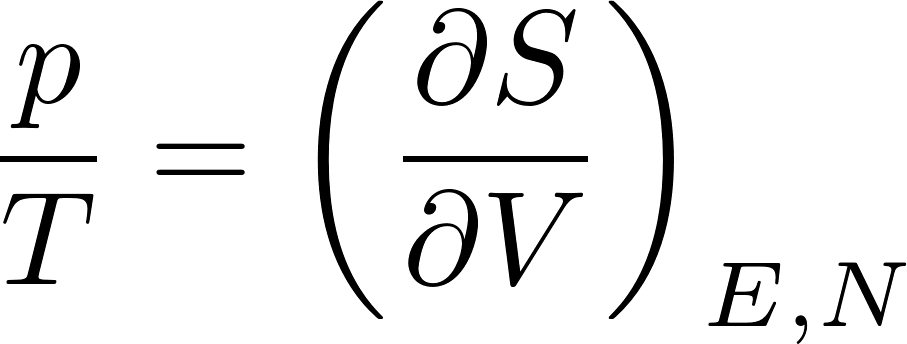 p/T = (∂S/∂V)_{E,N}